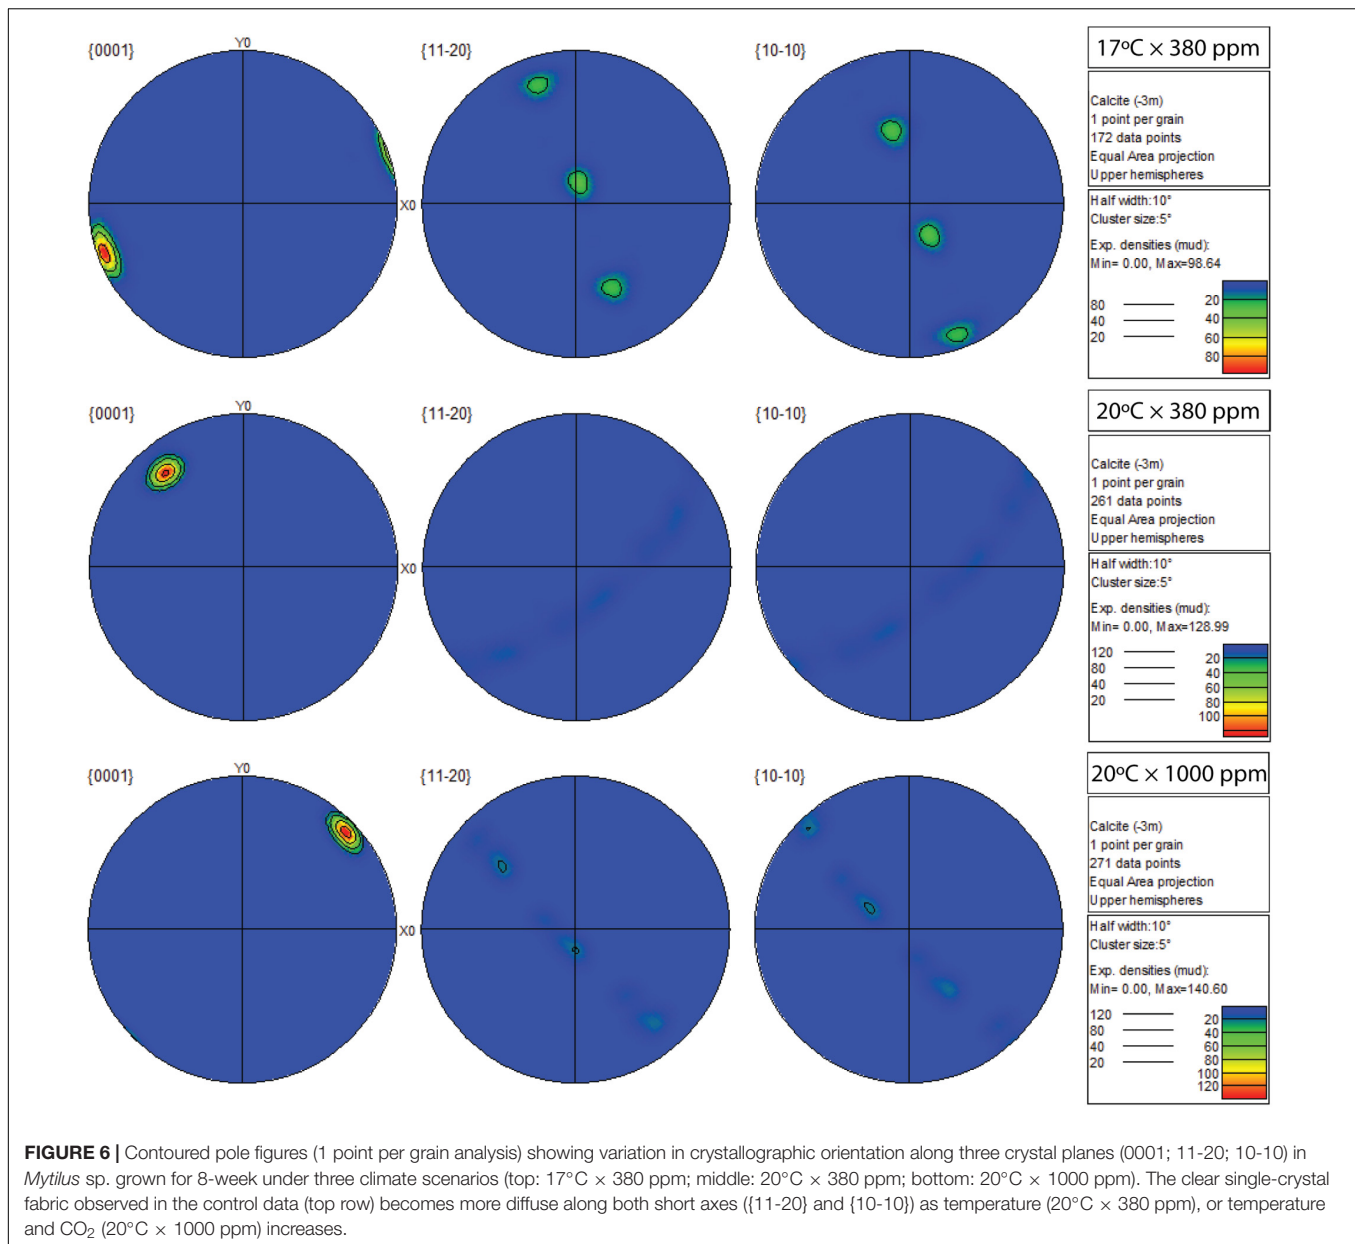 {0001}
Y0
X0
{11-20}
{10-10}
17°C × 380 ppm
Calcite (-3m)
1 point per grain
172 data points
Equal Area projection
Upper hemispheres
Half width:10°
Cluster size:5°
Exp. densities (mud):
Min= 0.00, Max=98.64
80
40
20
20
40
60
80
{0001}
Y0
X0
{11-20}
{10-10}
20°C × 380 ppm
Calcite (-3m)
1 point per grain
261 data points
Equal Area projection
Upper hemispheres
Half width:10°
Cluster size:5°
Exp. densities (mud):
Min= 0.00, Max=128.99
120
80
40
20
20
40
60
80
100
{0001}
Y0
X0
{11-20}
{10-10}
20°C × 1000 ppm
Calcite (-3m)
1 point per grain
271 data points
Equal Area projection
Upper hemispheres
Half width:10°
Cluster size:5°
Exp. densities (mud):
Min= 0.00, Max=140.60
120
80
40
20
20
40
60
80
100
120
FIGURE 6 | Contoured pole figures (1 point per grain analysis) showing variation in crystallographic orientation along three crystal planes (0001; 11-20; 10-10) in
Mytilus sp. grown for 8-week under three climate scenarios (top: 17°C × 380 ppm; middle: 20°C × 380 ppm; bottom: 20°C × 1000 ppm). The clear single-crystal
fabric observed in the control data (top row) becomes more diffuse along both short axes ({11-20} and {10-10}) as temperature (20°C × 380 ppm), or temperature
and CO2 (20°C × 1000 ppm) increases.